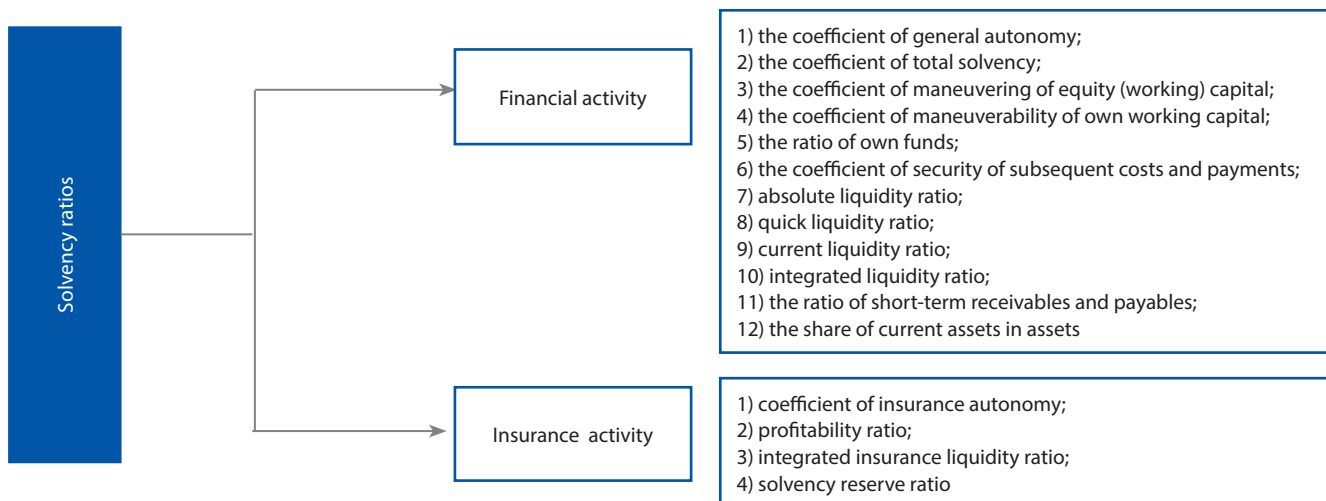 Solvency ratios
Financial activity
1) the coefficient of general autonomy;
2) the coefficient of total solvency;
3) the coefficient of maneuvering of equity (working) capital;
4) the coefficient of maneuverability of own working capital;
5) the ratio of own funds;
6) the coefficient of security of subsequent costs and payments;
7) absolute liquidity ratio;
8) quick liquidity ratio;
9) current liquidity ratio;
10) integrated liquidity ratio;
11) the ratio of short-term receivables and payables;
12) the share of current assets in assets
Insurance activity
1) coefficient of insurance autonomy;
2) profitability ratio;
3) integrated insurance liquidity ratio;
4) solvency reserve ratio